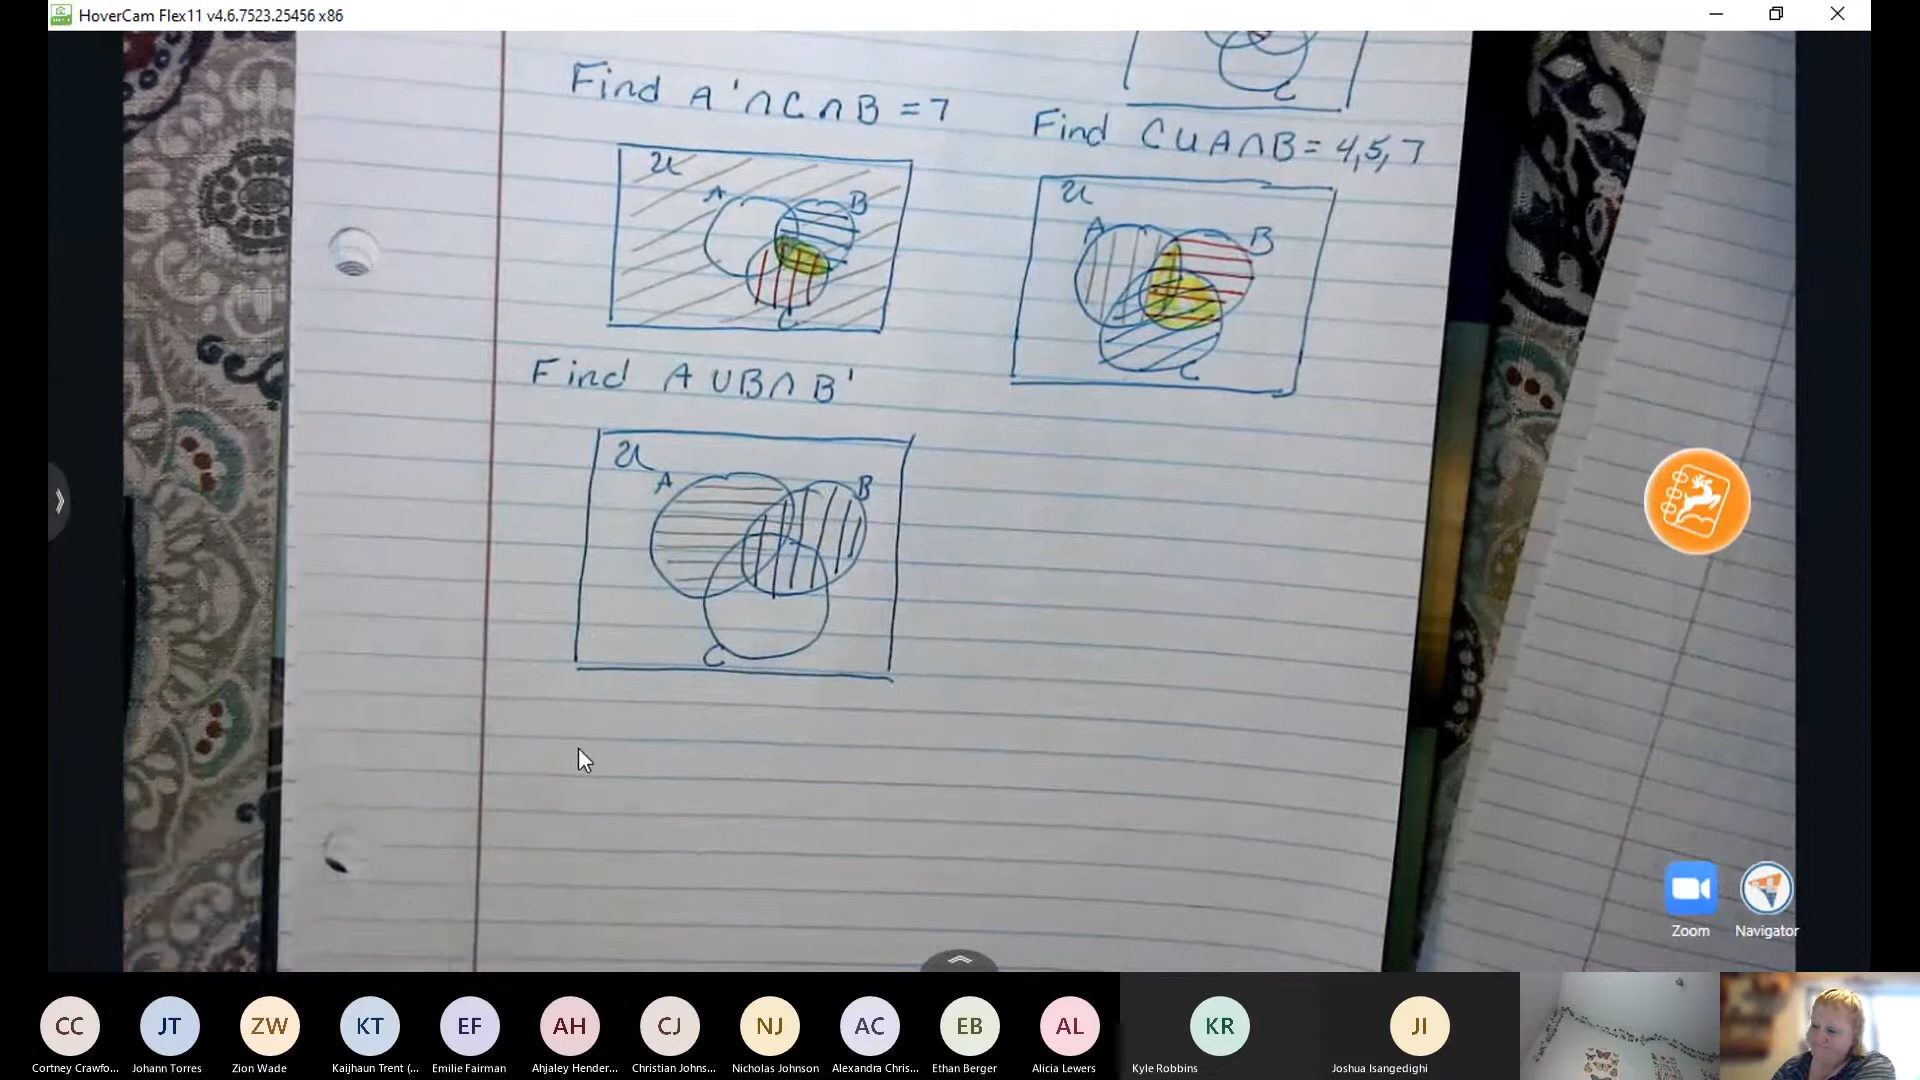 HoverCam Flex11 v4.6.7523.25456 x86
C
Find A'∩C∩B = 7
Find C∪A∩B = 4,5,7
U
A
B
C
U
A
B
C
Find A∪B∩B'
U
A
B
C
Zoom
Navigator
CC
JT
ZW
KT
EF
AH
CJ
NJ
AC
EB
AL
KR
JI
Cortney Crawfo...
Johann Torres
Zion Wade
Kaijhaun Trent (...
Emilie Fairman
Ahjaley Hender...
Christian Johns...
Nicholas Johnson
Alexandra Chris...
Ethan Berger
Alicia Lewers
Kyle Robbins
Joshua Isangedighi